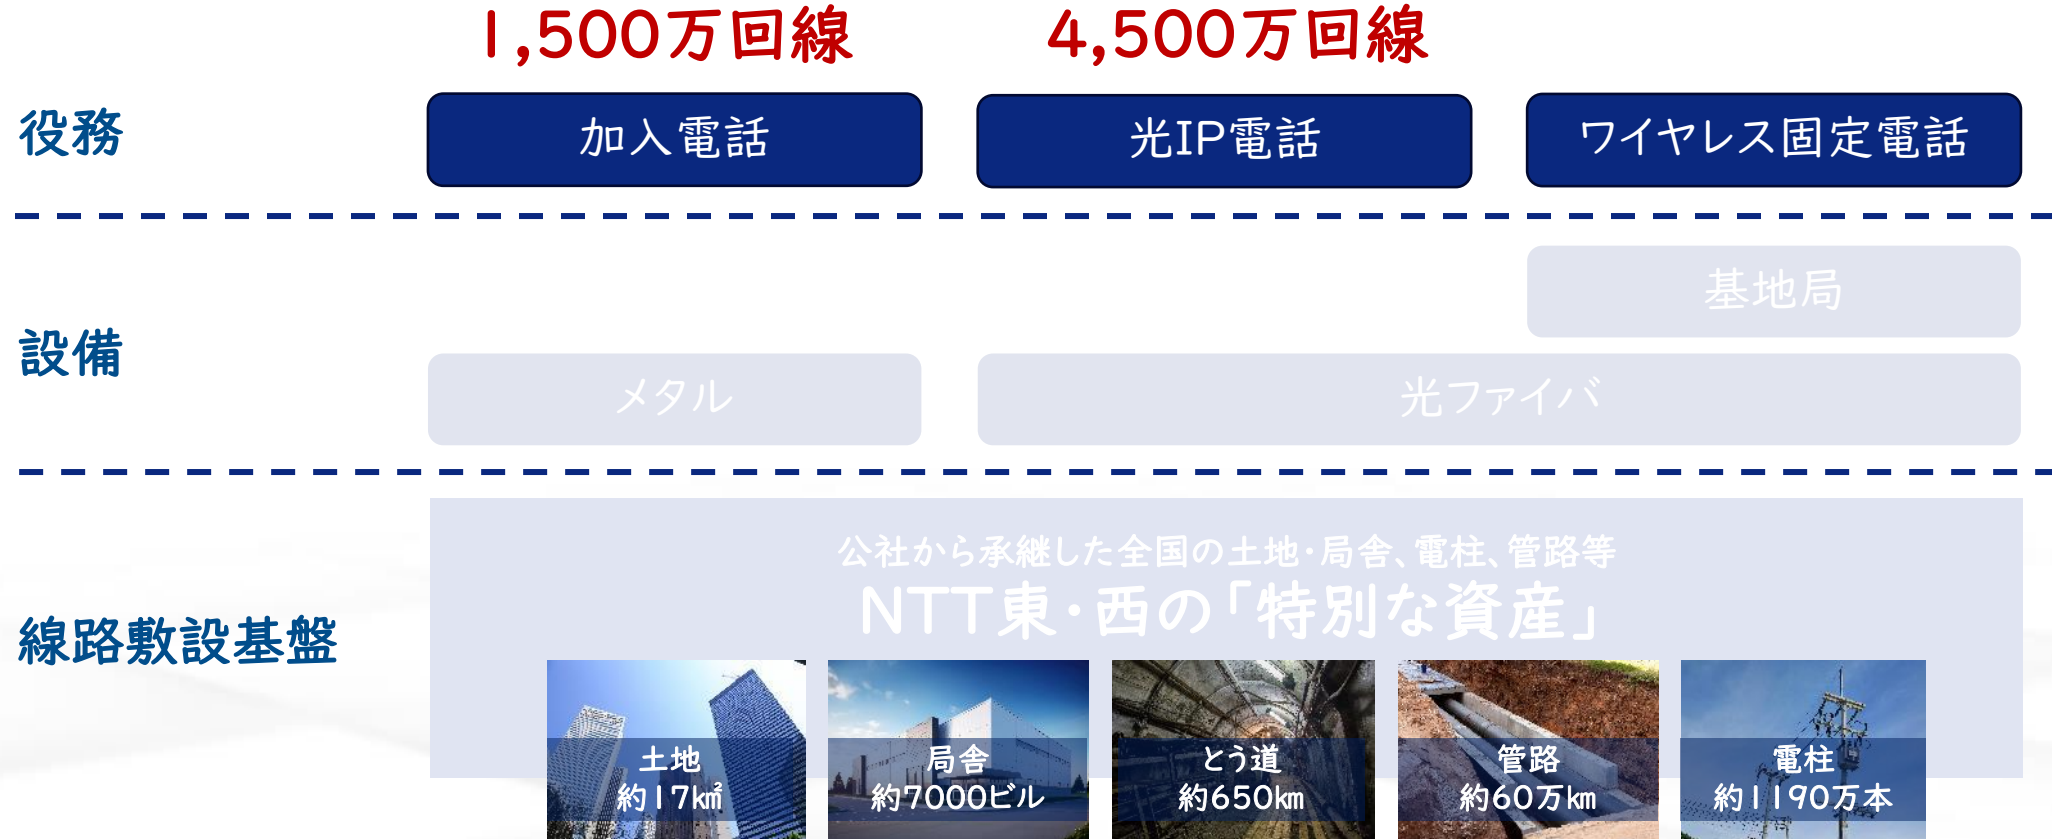 1,500万回線
4,500万回線
役務
加入電話
光IP電話
ワイヤレス固定電話
設備
基地局
メタル
光ファイバ
線路敷設基盤
公社から承継した全国の土地・局舎、電柱、管路等
NTT東・西の「特別な資産」
土地
約17k㎡
局舎
約7000ビル
とう道
約650km
管路
約60万km
電柱
約1190万本